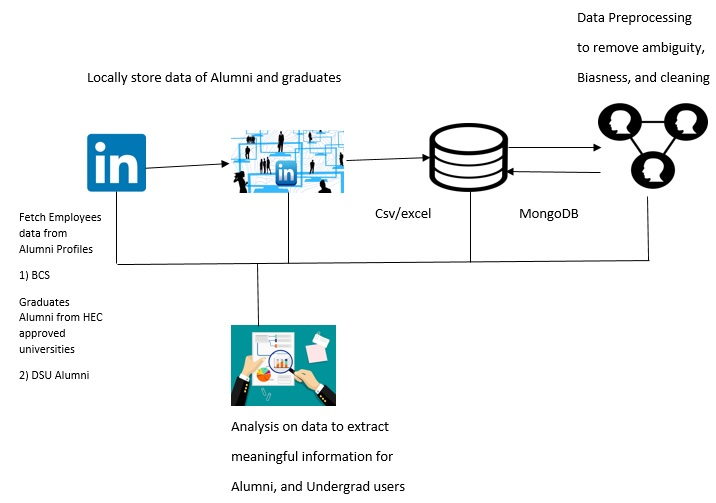 Data Preprocessing
to remove ambiguity,
Biasness, and cleaning
Locally store data of Alumni and graduates
in
in
Csv/excel
MongoDB
Fetch Employees
data from
Alumni Profiles
1) BCS
Graduates
Alumni from HEC
approved
universities
2) DSU Alumni
Analysis on data to extract
meaningful information for
Alumni, and Undergrad users